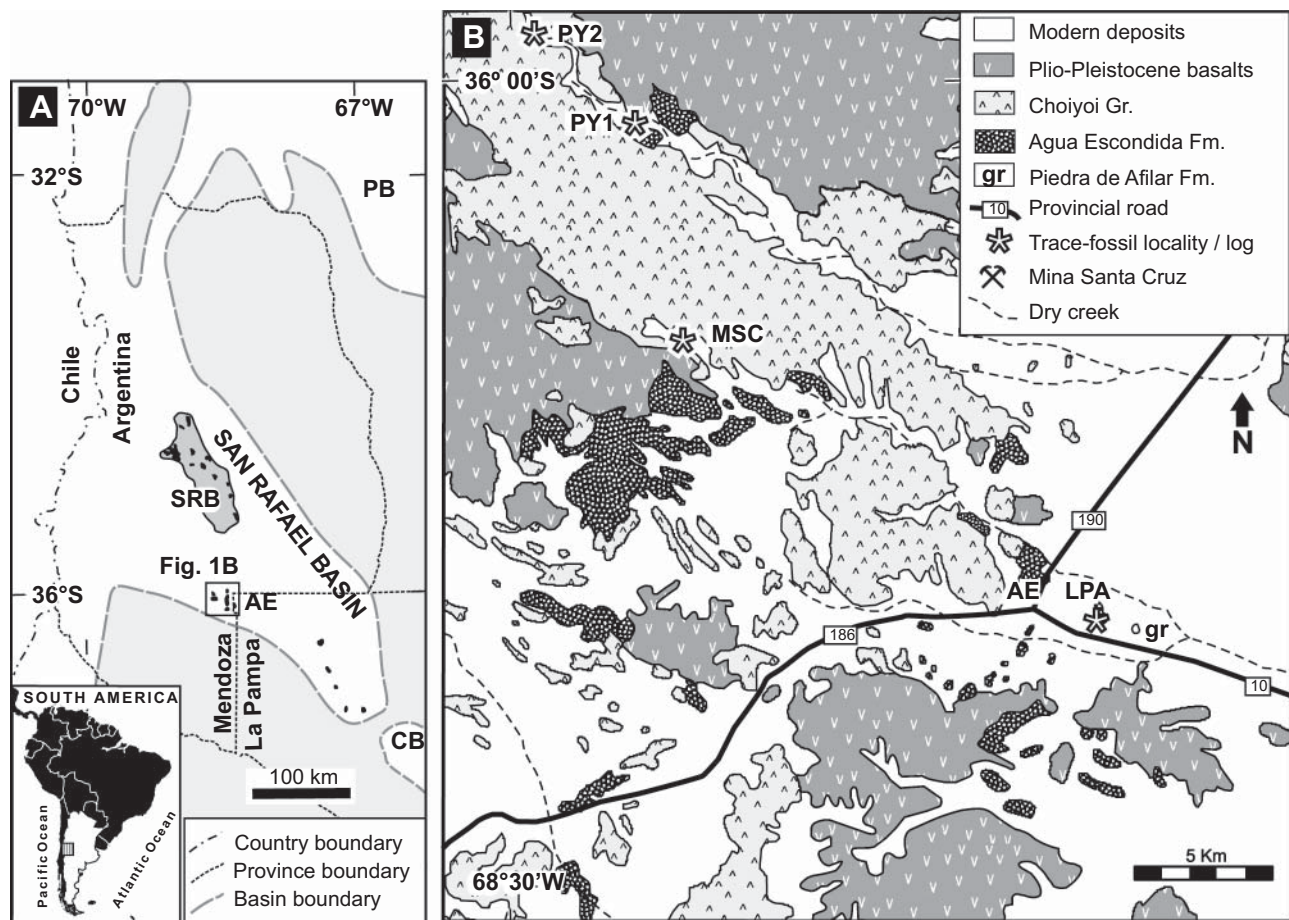 A
70°W
67°W
32°S
PB
Chile
Argentina
SAN RAFAEL BASIN
SRB
Fig. 1B
36°S
AE
Mendoza
La Pampa
CB
SOUTH AMERICA
Pacific Ocean
Atlantic Ocean
100 km
Country boundary
Province boundary
Basin boundary
B
PY2
36° 00'S
PY1
MSC
N
190
AE
LPA
gr
186
10
68°30'W
5 Km
Modern deposits
Plio-Pleistocene basalts
Choiyoi Gr.
Agua Escondida Fm.
gr Piedra de Afilar Fm.
10 Provincial road
Trace-fossil locality / log
Mina Santa Cruz
Dry creek